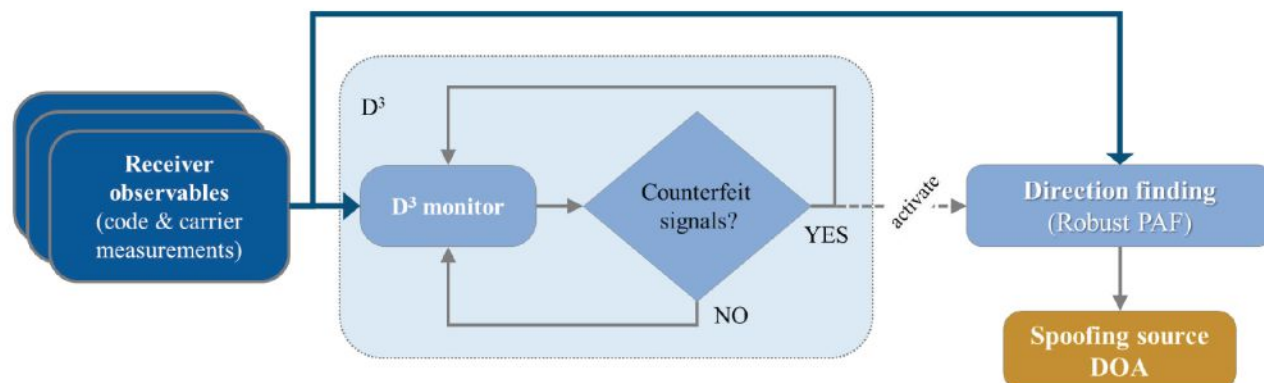 Receiver
observables
(code & carrier
measurements)
D³
D³ monitor
Counterfeit
signals?
YES
NO
activate
Direction finding
(Robust PAF)
Spoofing source
DOA